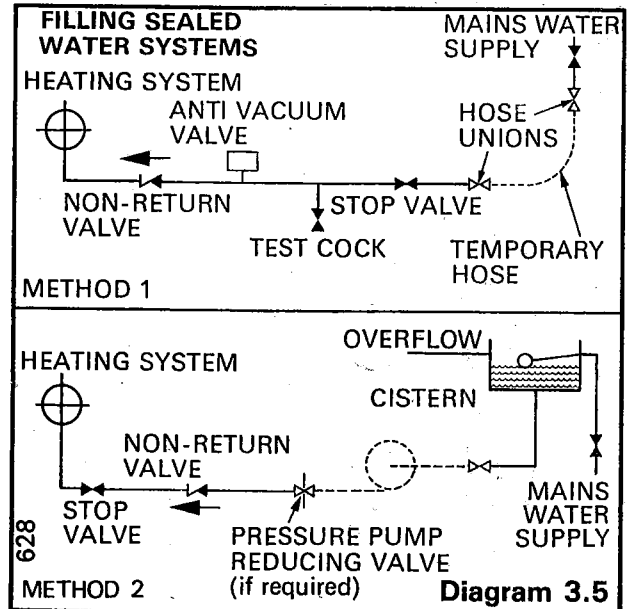 FILLING SEALED
WATER SYSTEMS
MAINS WATER
SUPPLY
HEATING SYSTEM
ANTI VACUUM
VALVE
HOSE
UNIONS
NON-RETURN
VALVE
STOP VALVE
TEST COCK
TEMPORARY
HOSE
METHOD 1
OVERFLOW
HEATING SYSTEM
CISTERN
NON-RETURN
VALVE
STOP
VALVE
PRESSURE PUMP
REDUCING VALVE
(if required)
MAINS
WATER
SUPPLY
628
METHOD 2
Diagram 3.5